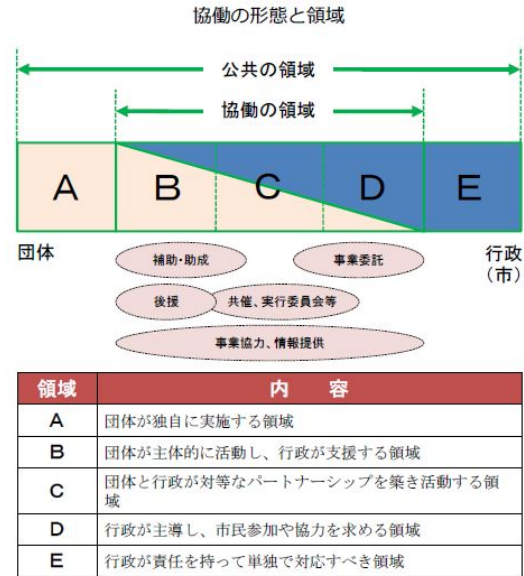 協働の形態と領域
公共の領域
協働の領域
A B C D E
団体
行政
（市）
補助・助成 事業委託
後援 共催、実行委員会等
事業協力、情報提供
領域 内 容
A 団体が独自に実施する領域
B 団体が主体的に活動し、行政が支援する領域
C 団体と行政が対等なパートナーシップを築き活動する領
域
D 行政が主導し、市民参加や協力を求める領域
E 行政が責任を持って単独で対応すべき領域